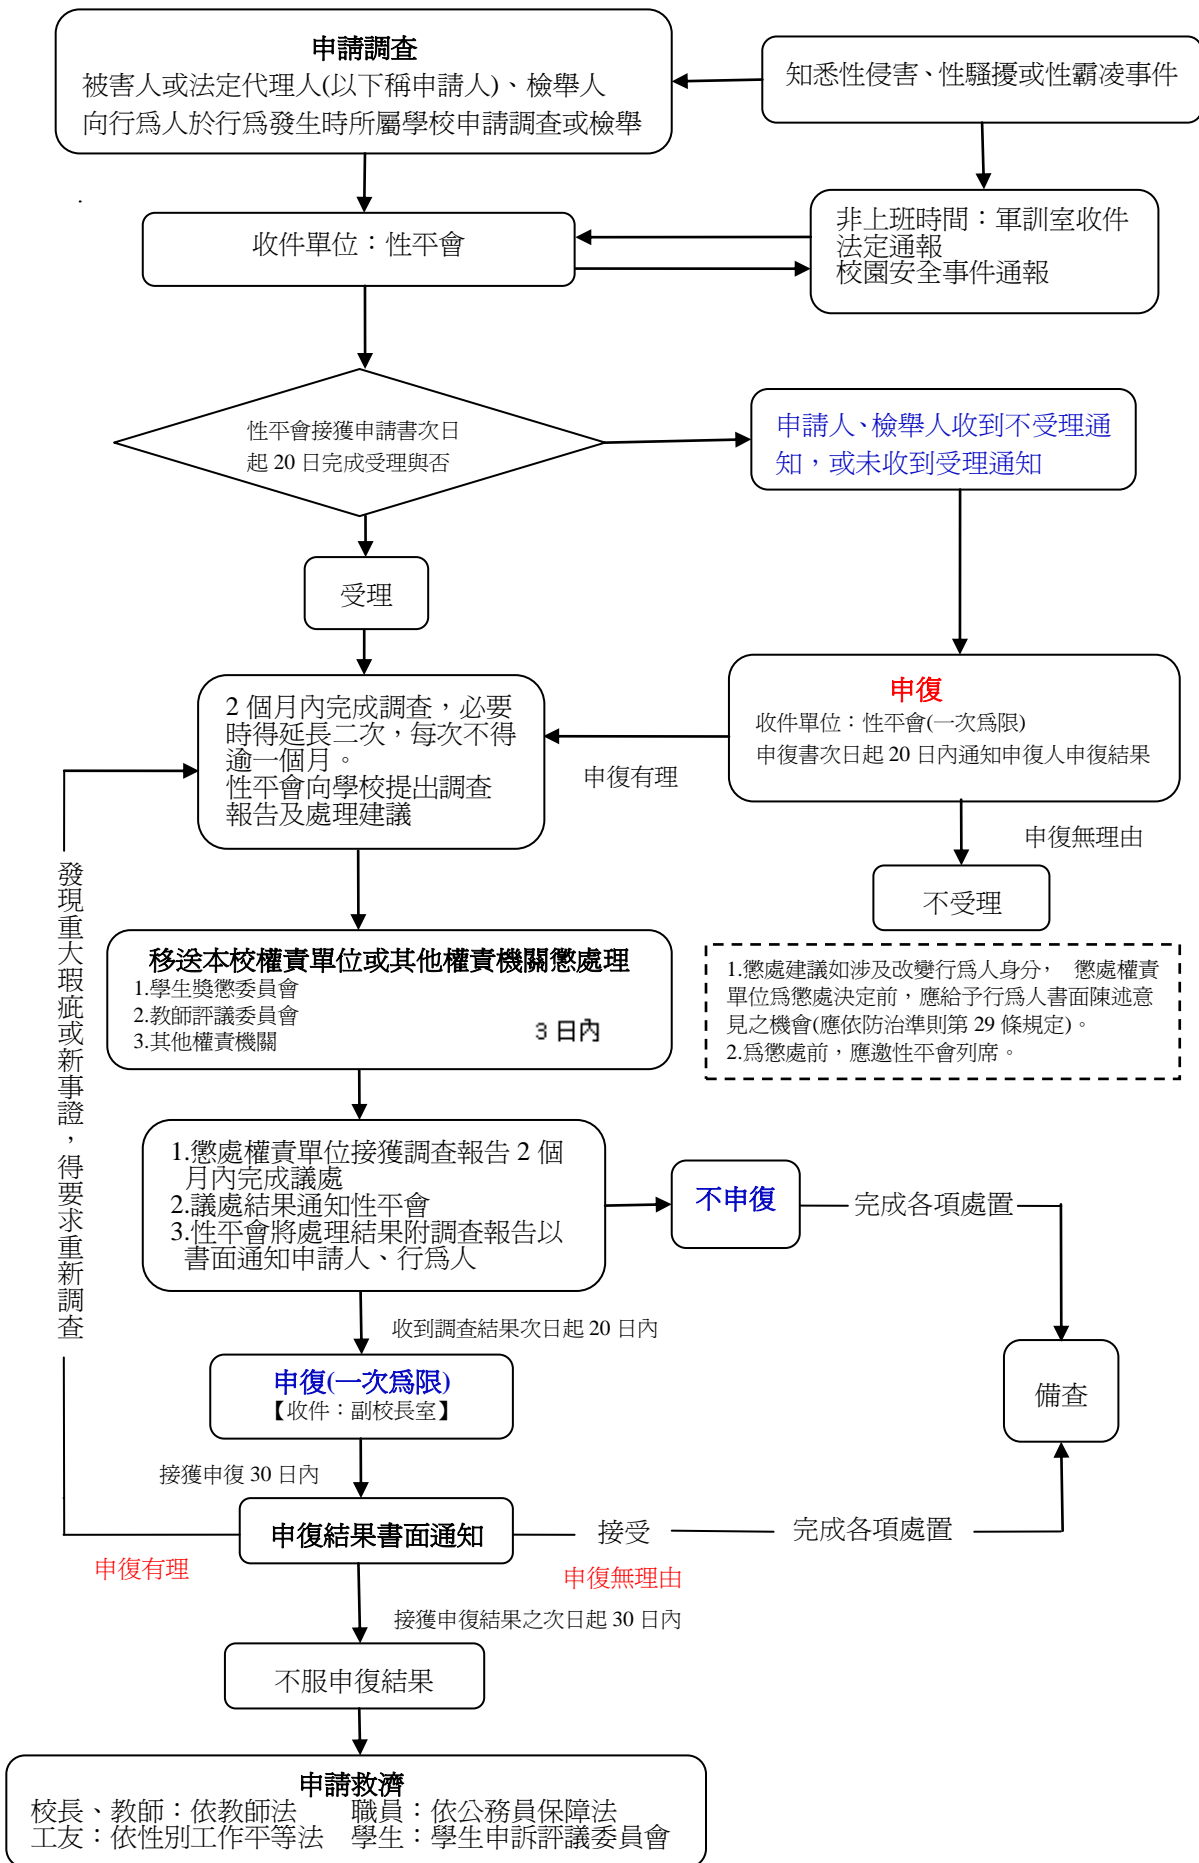 申請調查
被害人或法定代理人(以下稱申請人)、檢舉人
向行為人於行為發生時所屬學校申請調查或檢舉
知悉性侵害、性騷擾或性霸凌事件
收件單位：性平會
非上班時間：軍訓室收件
法定通報
校園安全事件通報
性平會接獲申請書次日
起 20 日完成受理與否
申請人、檢舉人收到不受理通
知，或未收到受理通知
受理
2 個月內完成調查，必要
時得延長二次，每次不得
逾一個月。
性平會向學校提出調查
報告及處理建議
申復
收件單位：性平會(一次為限)
申復書次日起 20 日內通知申復人申復結果
申復有理
申復無理由
不受理
發現重大瑕疵或新事證，得要求重新調查
移送本校權責單位或其他權責機關懲處理
1.學生獎懲委員會
2.教師評議委員會
3.其他權責機關
3 日內
1.懲處建議如涉及改變行為人身分，　懲處權責
單位為懲處決定前，應給予行為人書面陳述意
見之機會(應依防治準則第 29 條規定)。
2.為懲處前，應邀性平會列席。
1.懲處權責單位接獲調查報告 2 個
月內完成議處
2.議處結果通知性平會
3.性平會將處理結果附調查報告以
書面通知申請人、行為人
不申復
完成各項處置
收到調查結果次日起 20 日內
申復(一次為限)
【收件：副校長室】
備查
接獲申復 30 日內
申復結果書面通知
接受
完成各項處置
申復有理
申復無理由
接獲申復結果之次日起 30 日內
不服申復結果
申請救濟
校長、教師：依教師法　職員：依公務員保障法
工友：依性別工作平等法　學生：學生申訴評議委員會